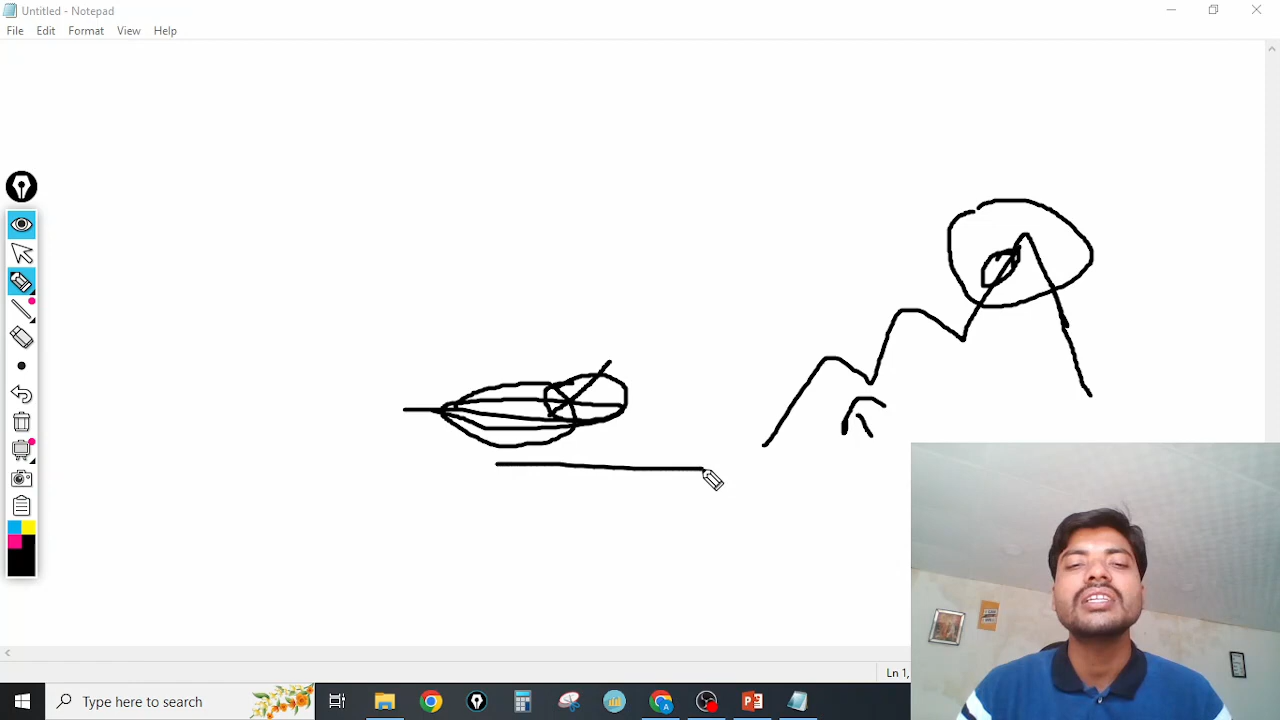 Untitled - Notepad
File Edit Format View Help
Ln 1,
Type here to search